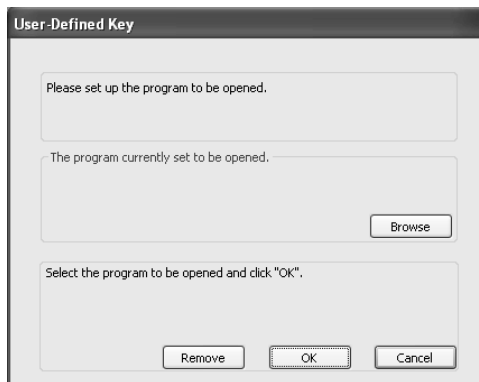 User-Defined Key
Please set up the program to be opened.
The program currently set to be opened.
Browse
Select the program to be opened and click "OK".
Remove
OK
Cancel